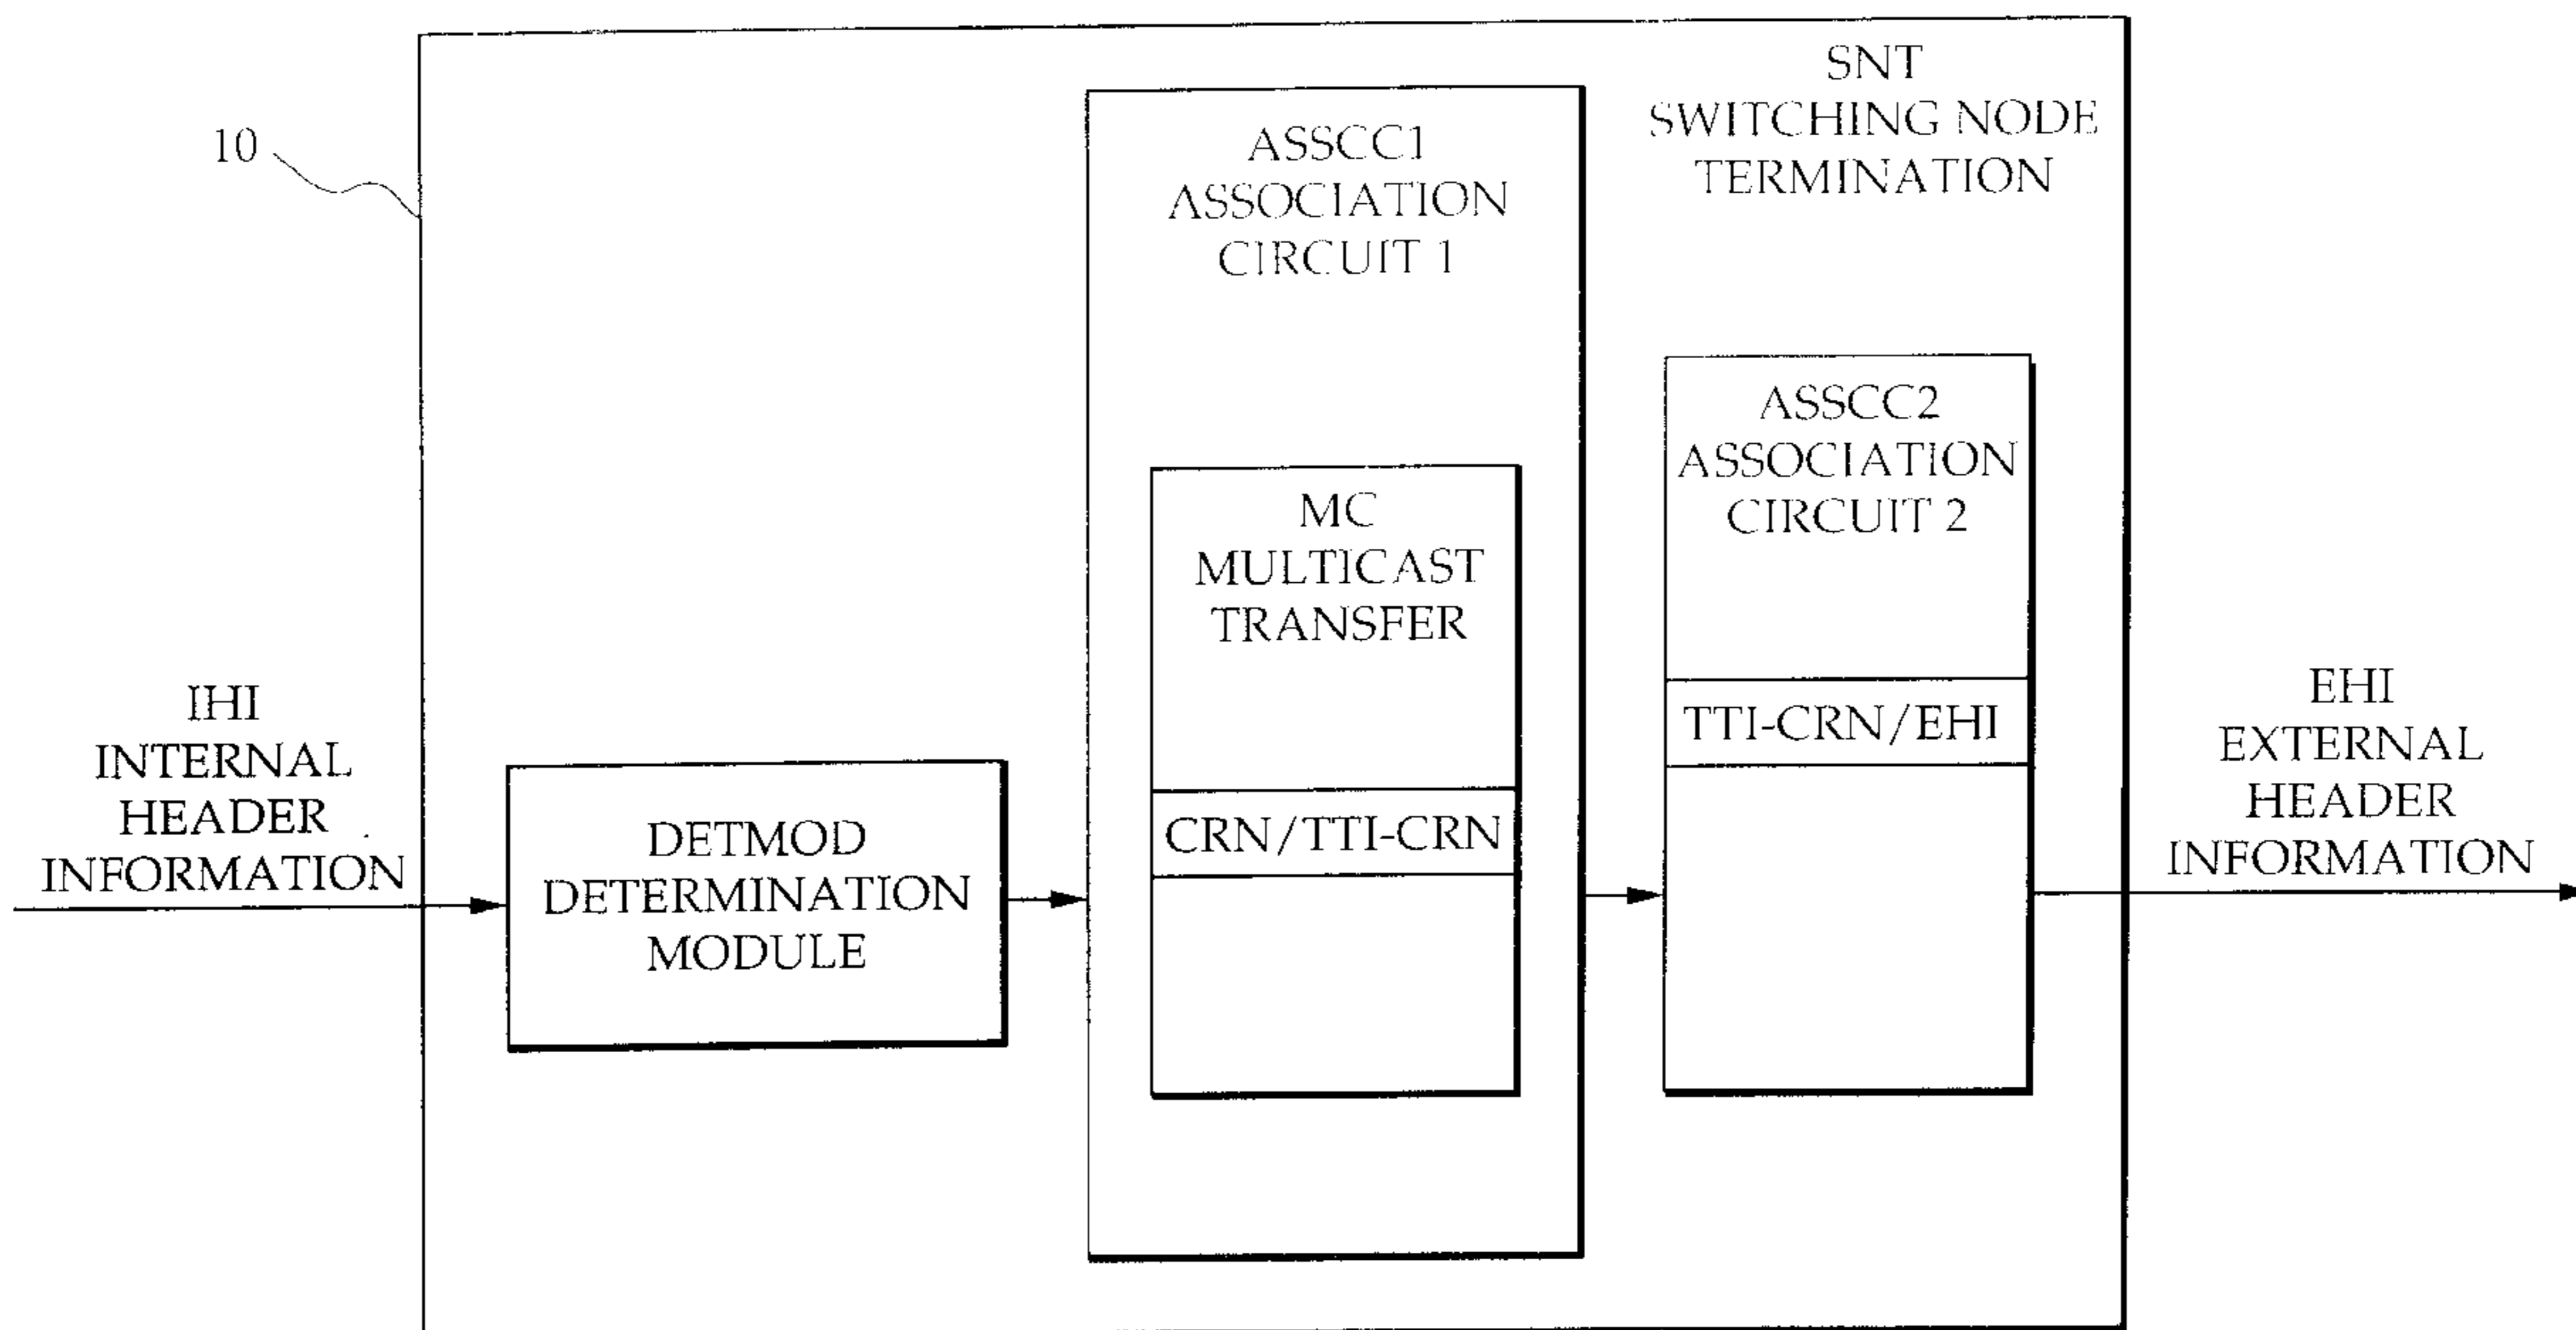 10
IHI
INTERNAL
HEADER
INFORMATION
DETMOD
DETERMINATION
MODULE
ASSCC1
ASSOCIATION
CIRCUIT 1
MC
MULTICAST
TRANSFER
CRN/TTI-CRN
SNT
SWITCHING NODE
TERMINATION
ASSCC2
ASSOCIATION
CIRCUIT 2
TTI-CRN/EHI
EHI
EXTERNAL
HEADER
INFORMATION